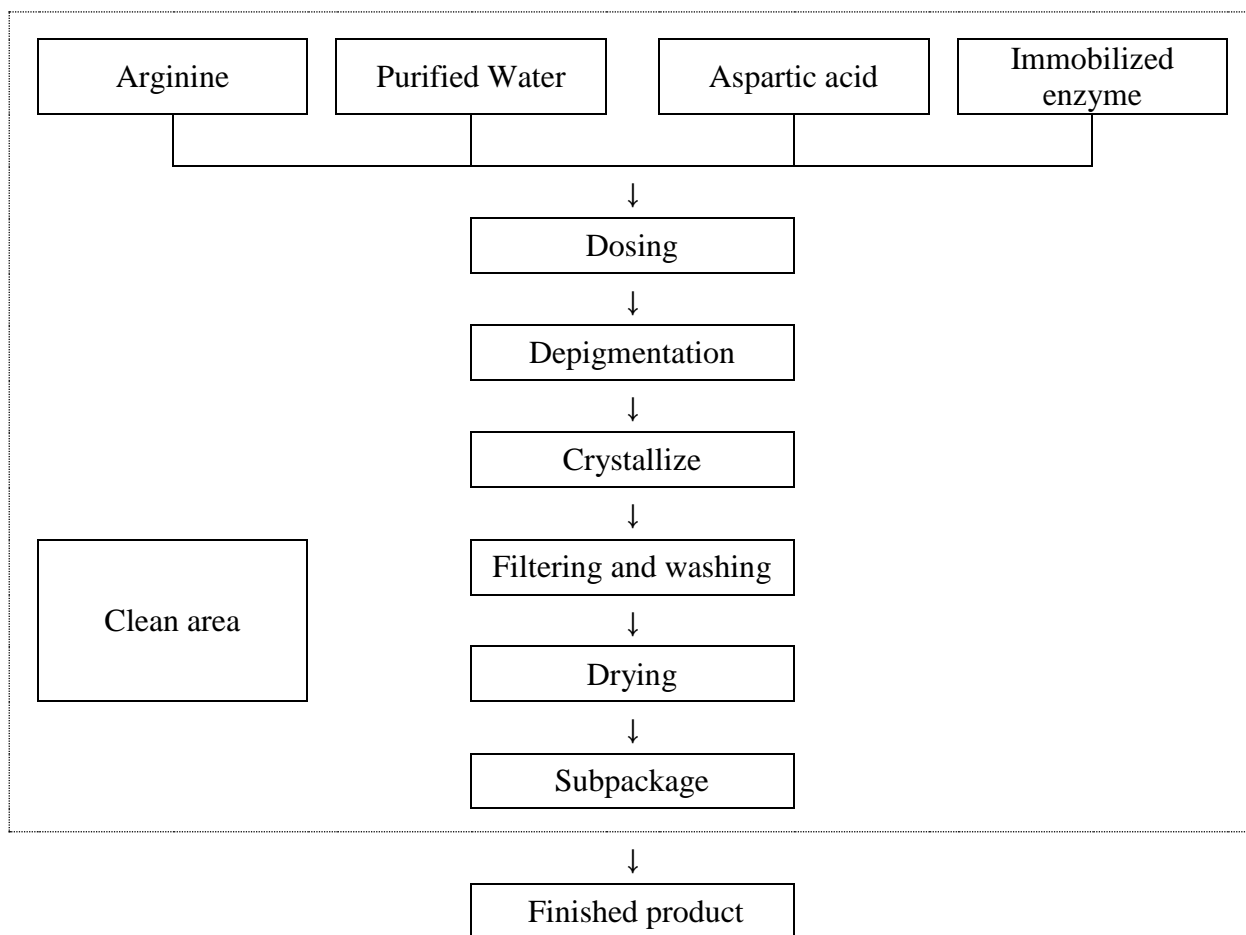 Arginine
Purified Water
Aspartic acid
Immobilized
enzyme
↓
Dosing
↓
Depigmentation
↓
Crystallize
↓
Filtering and washing
Clean area
↓
Drying
↓
Subpackage
↓
Finished product